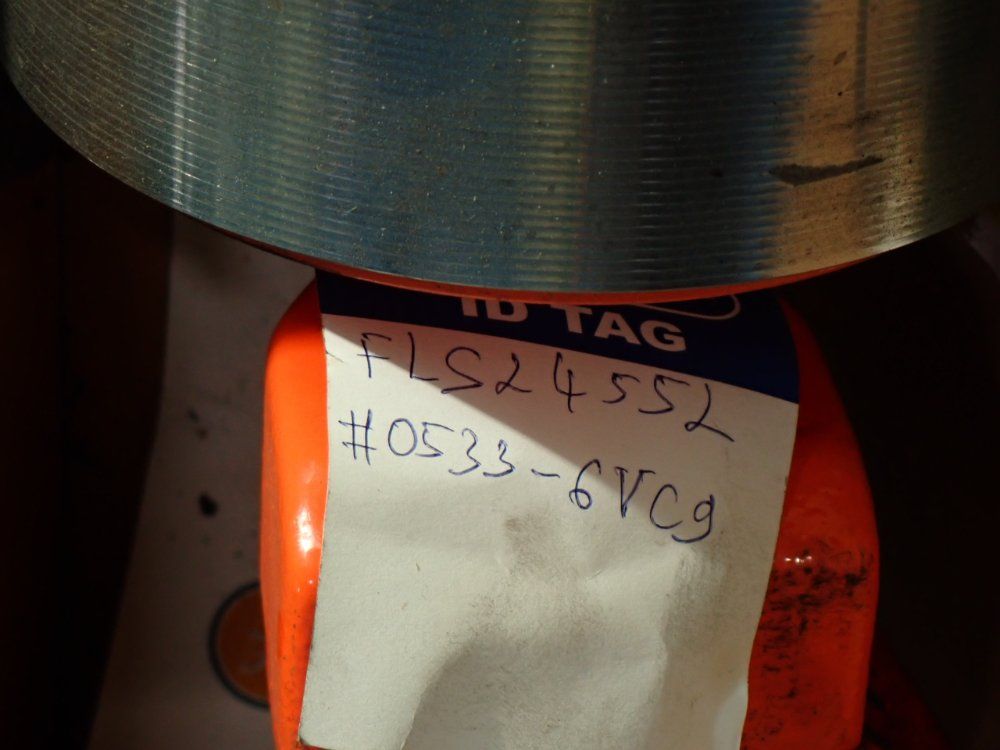 ID TAG
FLS24552
#0533-6VC9